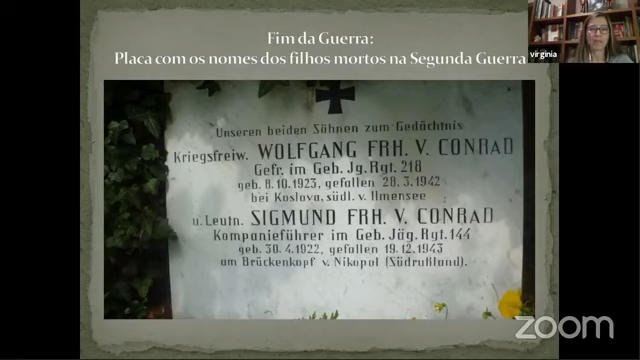 Fim da Guerra:
Placa com os nomes dos filhos mortos na Segunda Guerra
virginia
Unseren beiden Söhnen zum Gedächtnis
Kriegsfreiw. WOLFGANG FRH. V. CONRAD
Gefr. im Geb. Jg. Rgt. 218
geb. 8.10.1923, gefallen 28.3.1942
bei Koslova, südl. v. Ilmensee
u. Leutn. SIGMUND FRH. V. CONRAD
Kompanieführer im Geb. Jäg. Rgt. 144
geb. 30.4.1922, gefallen 19.12.1943
am Brückenkopf v. Nikopol (Südrußland).
zoom